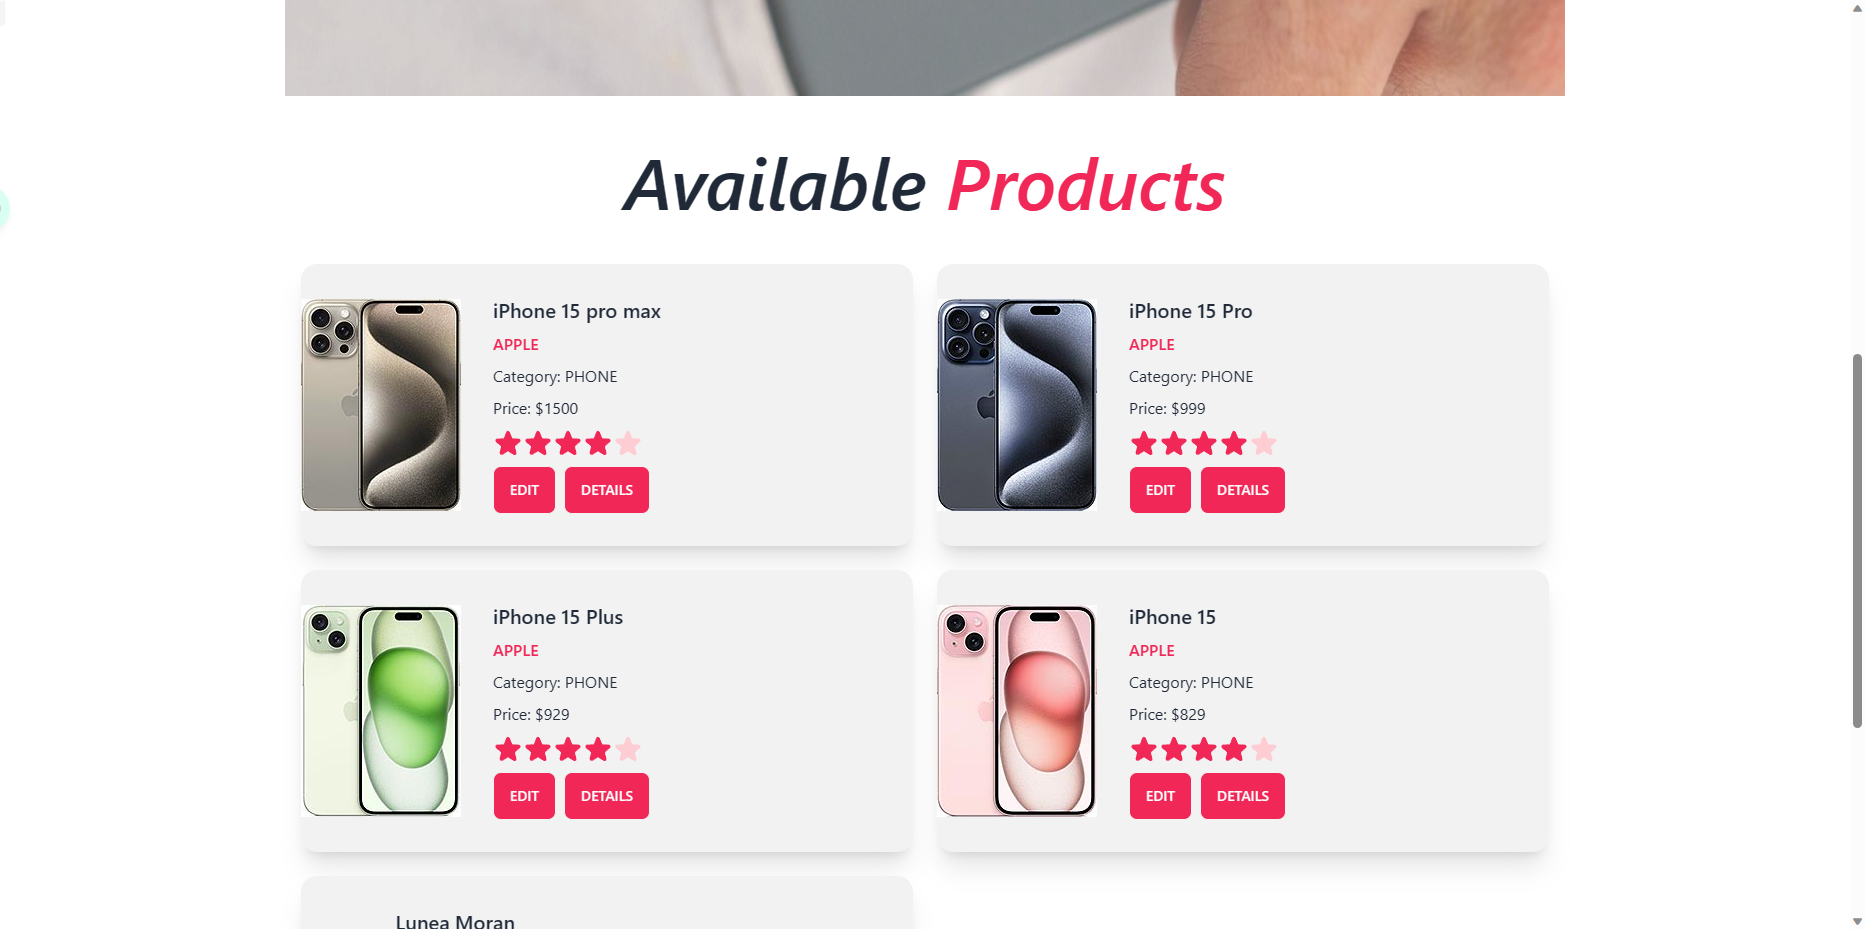 Available Products
iPhone 15 pro max
APPLE
Category: PHONE
Price: $1500
EDIT
DETAILS
iPhone 15 Pro
APPLE
Category: PHONE
Price: $999
EDIT
DETAILS
iPhone 15 Plus
APPLE
Category: PHONE
Price: $929
EDIT
DETAILS
iPhone 15
APPLE
Category: PHONE
Price: $829
EDIT
DETAILS
Lunea Moran